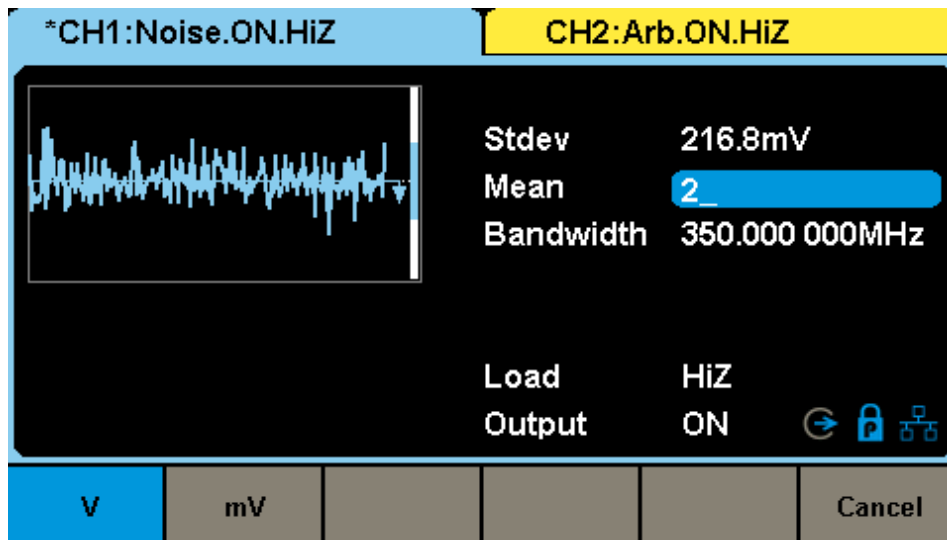 *CH1:Noise.ON.HiZ
CH2:Arb.ON.HiZ
Stdev 216.8mV
Mean 2_
Bandwidth 350.000 000MHz
Load HiZ
Output ON P
V mV Cancel